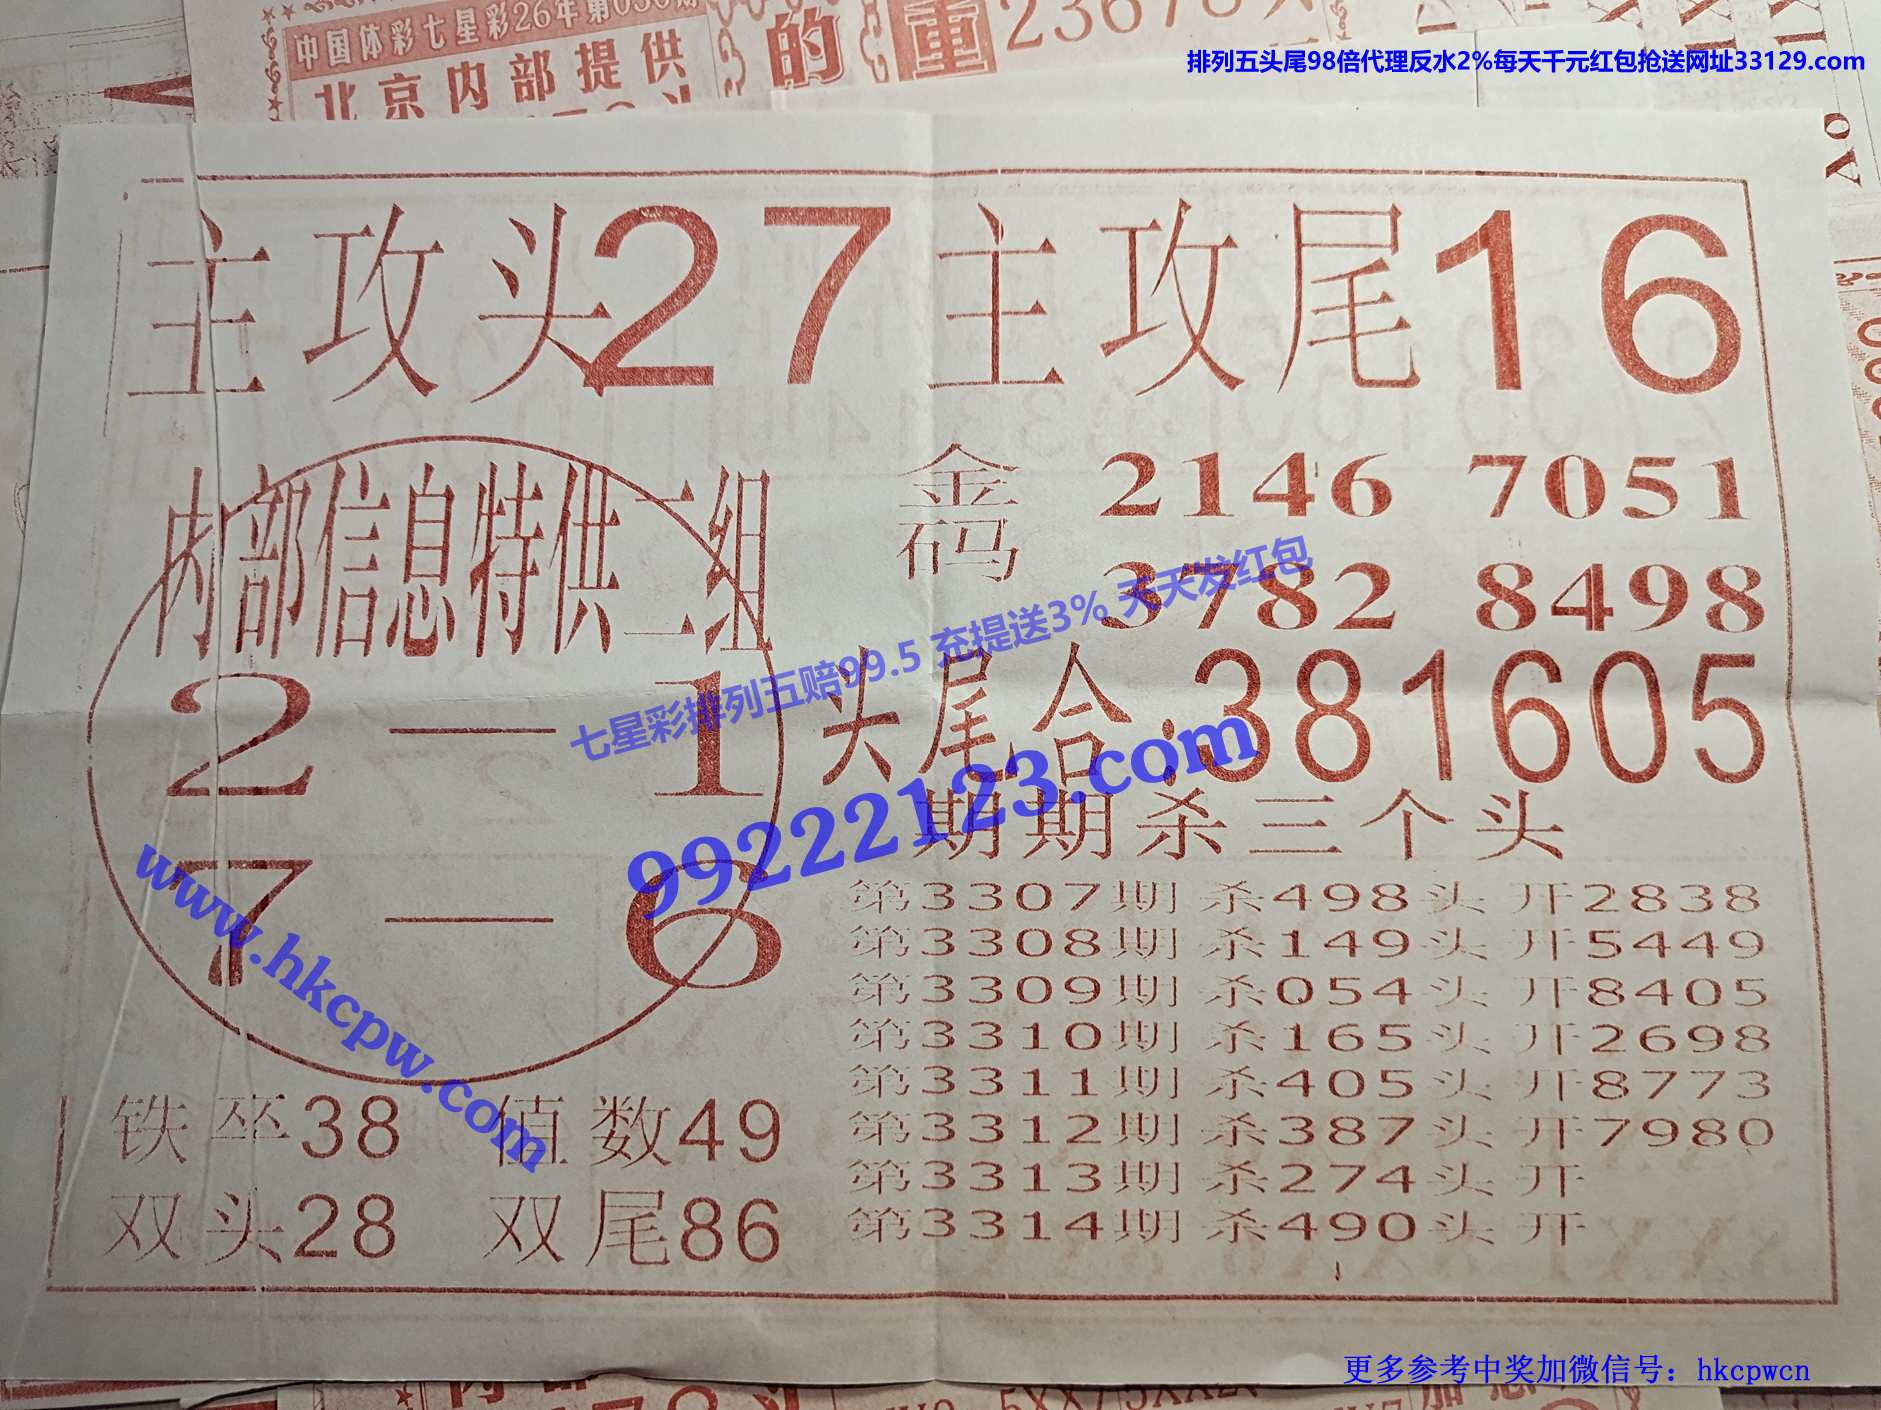 中国体彩七星彩26年第030期
北京内部提供
的
重
23678X
排列五头尾98倍代理反水2%每天千元红包抢送网址33129.com
主攻头27主攻尾16
内部信息特供二组
2—1
7—6
金码
2146 7051
3782 8498
七星彩排列五赔99.5 充提送3% 天天发红包
99222123.com
www.hkcpw.com
头尾合:381605
期期杀三个头
第3307期杀498头开2838
第3308期杀149头开5449
第3309期杀054头开8405
第3310期杀165头开2698
第3311期杀405头开8773
第3312期杀387头开7980
第3313期杀274头开
第3314期杀490头开
铁卒38 值数49
双头28 双尾86
更多参考中奖加微信号：hkcpwcn